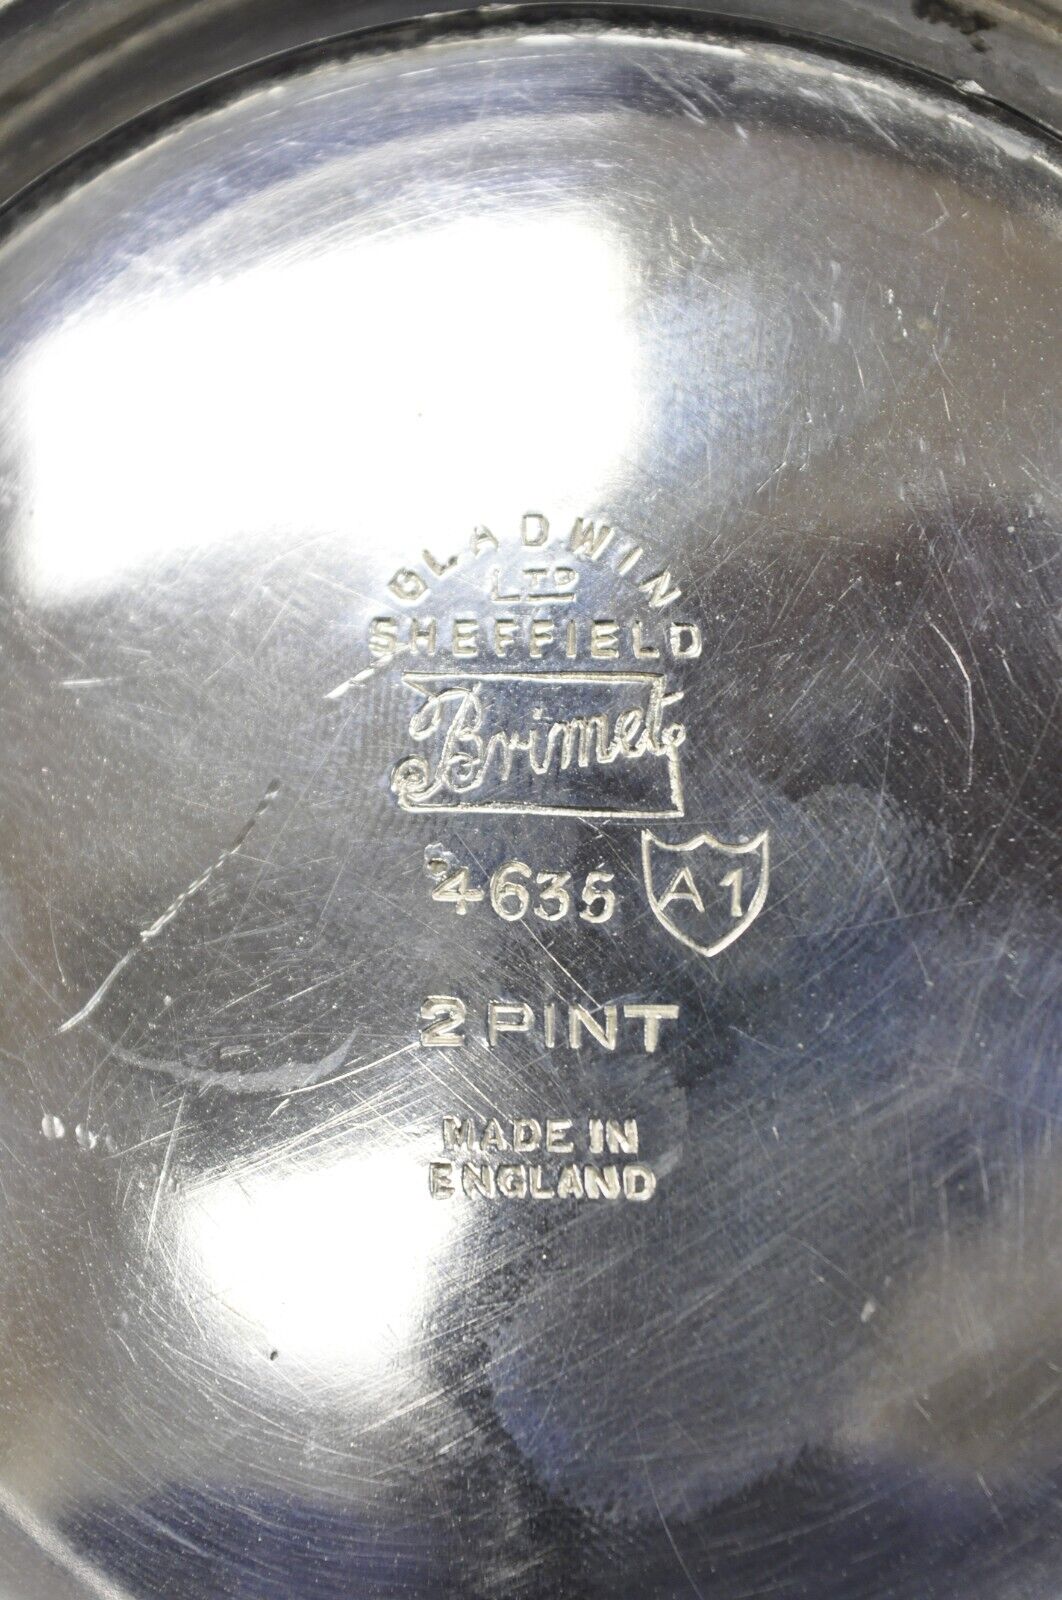 GLADWIN
LTD
SHEFFIELD
Brimet
4635 A1
2 PINT
MADE IN
ENGLAND